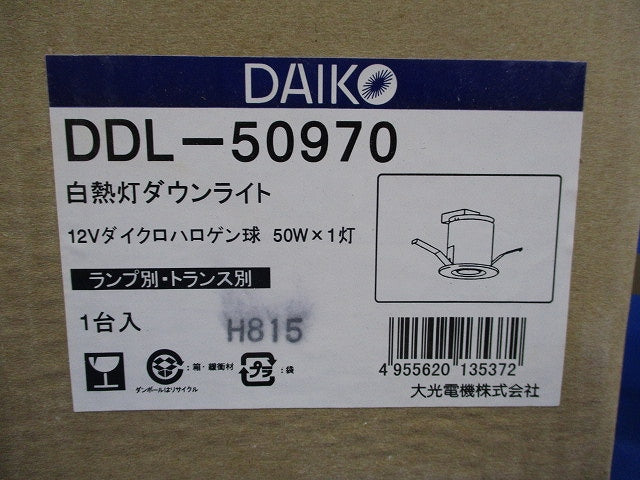 DAIKO
DDL－50970
白熱灯ダウンライト
12Vダイクロハロゲン球 50W×1灯
ランプ別・トランス別
1台入
H815
：箱・緩衝材
プラ
：袋
ダンボールはリサイクル
4 955620 135372
大光電機株式会社